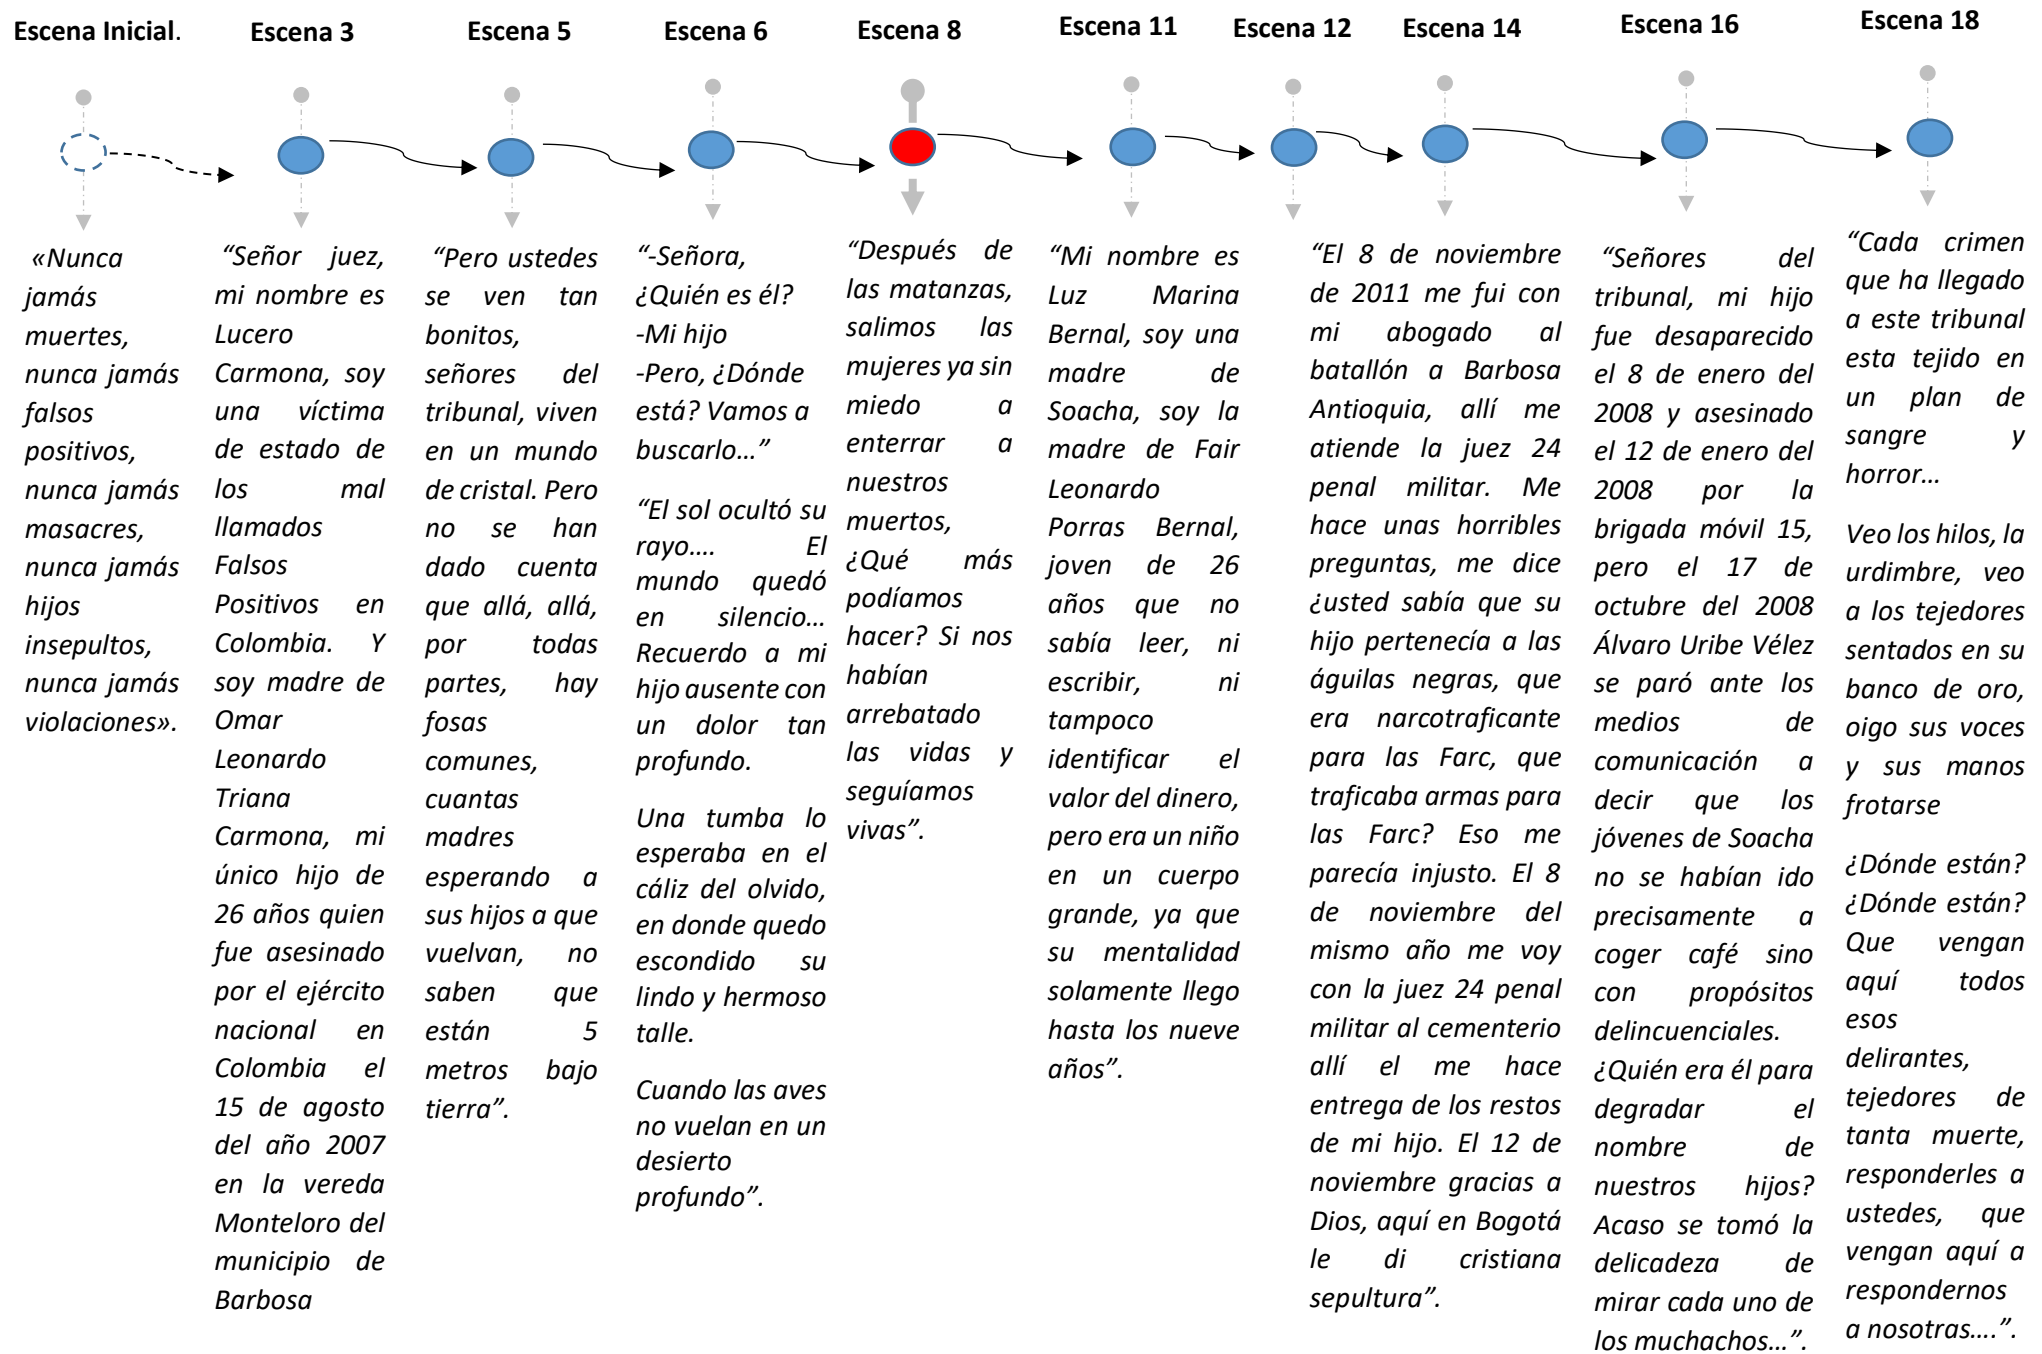 Escena Inicial.
Escena 3
Escena 5
Escena 6
Escena 8
Escena 11
Escena 12
Escena 14
Escena 16
Escena 18
«Nunca
jamás
muertes,
nunca jamás
falsos
positivos,
nunca jamás
masacres,
nunca jamás
hijos
insepultos,
nunca jamás
violaciones».
“Señor juez,
mi nombre es
Lucero
Carmona, soy
una víctima
de estado de
los mal
llamados
Falsos
Positivos en
Colombia. Y
soy madre de
Omar
Leonardo
Triana
Carmona, mi
único hijo de
26 años quien
fue asesinado
por el ejército
nacional en
Colombia el
15 de agosto
del año 2007
en la vereda
Monteloro del
municipio de
Barbosa
“Pero ustedes
se ven tan
bonitos,
señores del
tribunal, viven
en un mundo
de cristal. Pero
no se han
dado cuenta
que allá, allá,
por todas
partes, hay
fosas
comunes,
cuantas
madres
esperando a
sus hijos a que
vuelvan, no
saben que
están 5
metros bajo
tierra”.
“-Señora,
¿Quién es él?
-Mi hijo
-Pero, ¿Dónde
está? Vamos a
buscarlo…”
“El sol ocultó su
rayo…. El
mundo quedó
en silencio…
Recuerdo a mi
hijo ausente con
un dolor tan
profundo.
Una tumba lo
esperaba en el
cáliz del olvido,
en donde quedo
escondido su
lindo y hermoso
talle.
Cuando las aves
no vuelan en un
desierto
profundo”.
“Después de
las matanzas,
salimos las
mujeres ya sin
miedo a
enterrar a
nuestros
muertos,
¿Qué más
podíamos
hacer? Si nos
habían
arrebatado
las vidas y
seguíamos
vivas”.
“Mi nombre es
Luz Marina
Bernal, soy una
madre de
Soacha, soy la
madre de Fair
Leonardo
Porras Bernal,
joven de 26
años que no
sabía leer, ni
escribir, ni
tampoco
identificar el
valor del dinero,
pero era un niño
en un cuerpo
grande, ya que
su mentalidad
solamente llego
hasta los nueve
años”.
“El 8 de noviembre
de 2011 me fui con
mi abogado al
batallón a Barbosa
Antioquia, allí me
atiende la juez 24
penal militar. Me
hace unas horribles
preguntas, me dice
¿usted sabía que su
hijo pertenecía a las
águilas negras, que
era narcotraficante
para las Farc, que
traficaba armas para
las Farc? Eso me
parecía injusto. El 8
de noviembre del
mismo año me voy
con la juez 24 penal
militar al cementerio
allí el me hace
entrega de los restos
de mi hijo. El 12 de
noviembre gracias a
Dios, aquí en Bogotá
le di cristiana
sepultura”.
“Señores del
tribunal, mi hijo
fue desaparecido
el 8 de enero del
2008 y asesinado
el 12 de enero del
2008 por la
brigada móvil 15,
pero el 17 de
octubre del 2008
Álvaro Uribe Vélez
se paró ante los
medios de
comunicación a
decir que los
jóvenes de Soacha
no se habían ido
precisamente a
coger café sino
con propósitos
delincuenciales.
¿Quién era él para
degradar el
nombre de
nuestros hijos?
Acaso se tomó la
delicadeza de
mirar cada uno de
los muchachos…”.
“Cada crimen
que ha llegado
a este tribunal
esta tejido en
un plan de
sangre y
horror…
Veo los hilos, la
urdimbre, veo
a los tejedores
sentados en su
banco de oro,
oigo sus voces
y sus manos
frotarse
¿Dónde están?
¿Dónde están?
Que vengan
aquí todos
esos
delirantes,
tejedores de
tanta muerte,
responderles a
ustedes, que
vengan aquí a
respondernos
a nosotras….”.